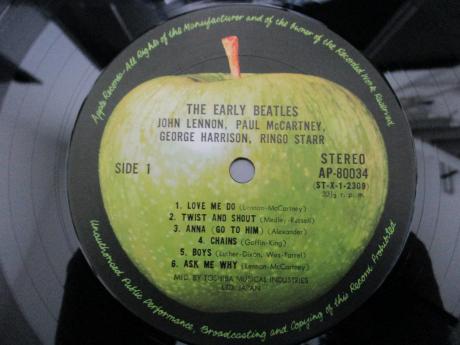 Apple Records · All Rights of the Manufacturer and of the Owner of the Recorded Work Reserved
THE EARLY BEATLES
JOHN LENNON, PAUL McCARTNEY,
GEORGE HARRISON, RINGO STARR
SIDE 1
STEREO
AP-80034
(ST-X-1-2309)
33⅓ r. p. m.
1. LOVE ME DO (Lennon-McCartney)
2. TWIST AND SHOUT (Medley-Russell)
3. ANNA (GO TO HIM) (Alexander)
4. CHAINS (Goffin-King)
5. BOYS (Luther-Dixon, Wes-Farrel)
6. ASK ME WHY (Lennon-McCartney)
MFD. BY TOSHIBA MUSICAL INDUSTRIES
LTD. JAPAN
Unauthorised Public Performance, Broadcasting and Copying of this Record Prohibited